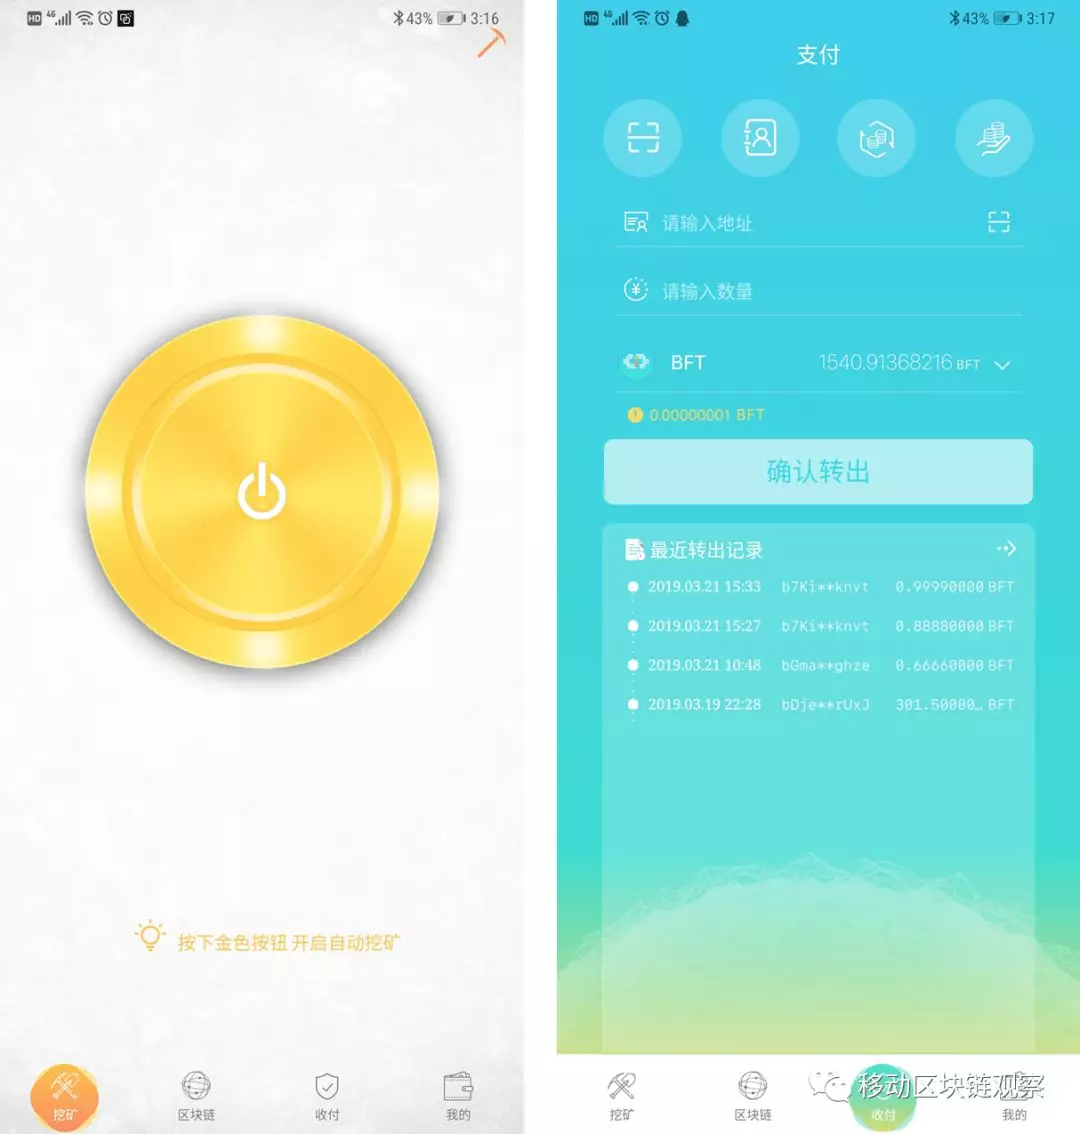 HD 4G 43% 3:16
按下金色按钮 开启自动挖矿
挖矿 区块链 收付 我的
HD 4G 43% 3:17
支付
请输入地址
请输入数量
BFT 1540.91368216 BFT
0.00000001 BFT
确认转出
最近转出记录
2019.03.21 15:33 b7Ki**knvt 0.99990000 BFT
2019.03.21 15:27 b7Ki**knvt 0.88880000 BFT
2019.03.21 10:48 bGma**ghze 0.66660000 BFT
2019.03.19 22:28 bDje**rUxJ 301.50000… BFT
移动区块链观察
挖矿 区块链 收付 我的